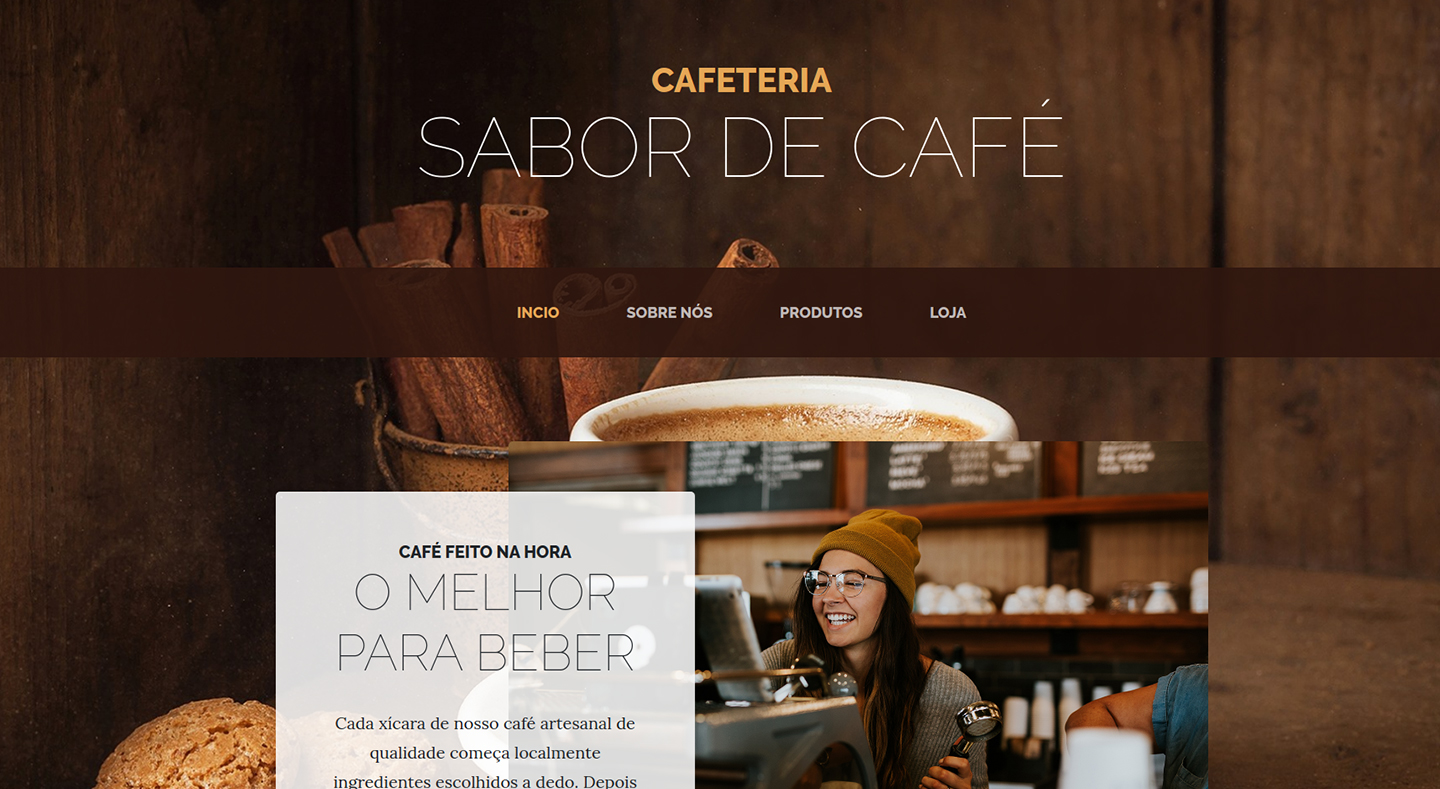 CAFETERIA
SABOR DE CAFÉ
INCIO
SOBRE NÓS
PRODUTOS
LOJA
CAFÉ FEITO NA HORA
O MELHOR
PARA BEBER
Cada xícara de nosso café artesanal de
qualidade começa localmente
ingredientes escolhidos a dedo. Depois